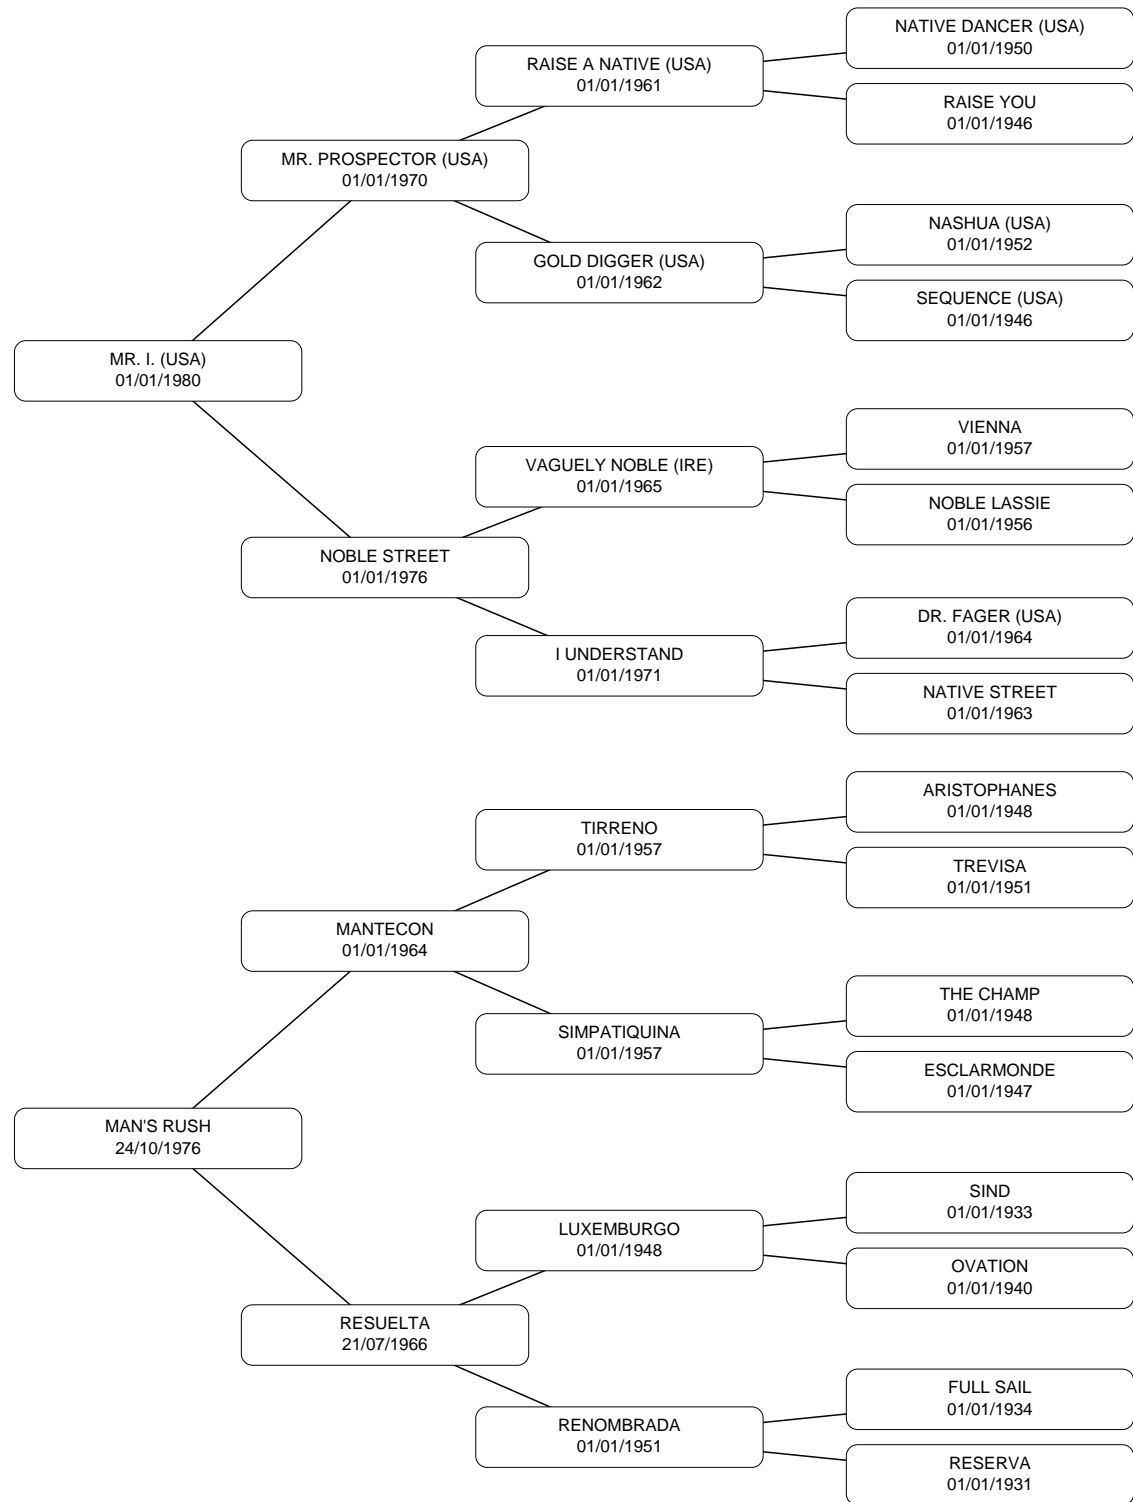 NATIVE DANCER (USA)
01/01/1950
RAISE A NATIVE (USA)
01/01/1961
RAISE YOU
01/01/1946
MR. PROSPECTOR (USA)
01/01/1970
NASHUA (USA)
01/01/1952
GOLD DIGGER (USA)
01/01/1962
SEQUENCE (USA)
01/01/1946
MR. I. (USA)
01/01/1980
VIENNA
01/01/1957
VAGUELY NOBLE (IRE)
01/01/1965
NOBLE LASSIE
01/01/1956
NOBLE STREET
01/01/1976
DR. FAGER (USA)
01/01/1964
I UNDERSTAND
01/01/1971
NATIVE STREET
01/01/1963
ARISTOPHANES
01/01/1948
TIRRENO
01/01/1957
TREVISA
01/01/1951
MANTECON
01/01/1964
THE CHAMP
01/01/1948
SIMPATIQUINA
01/01/1957
ESCLARMONDE
01/01/1947
MAN'S RUSH
24/10/1976
SIND
01/01/1933
LUXEMBURGO
01/01/1948
OVATION
01/01/1940
RESUELTA
21/07/1966
FULL SAIL
01/01/1934
RENOMBRADA
01/01/1951
RESERVA
01/01/1931